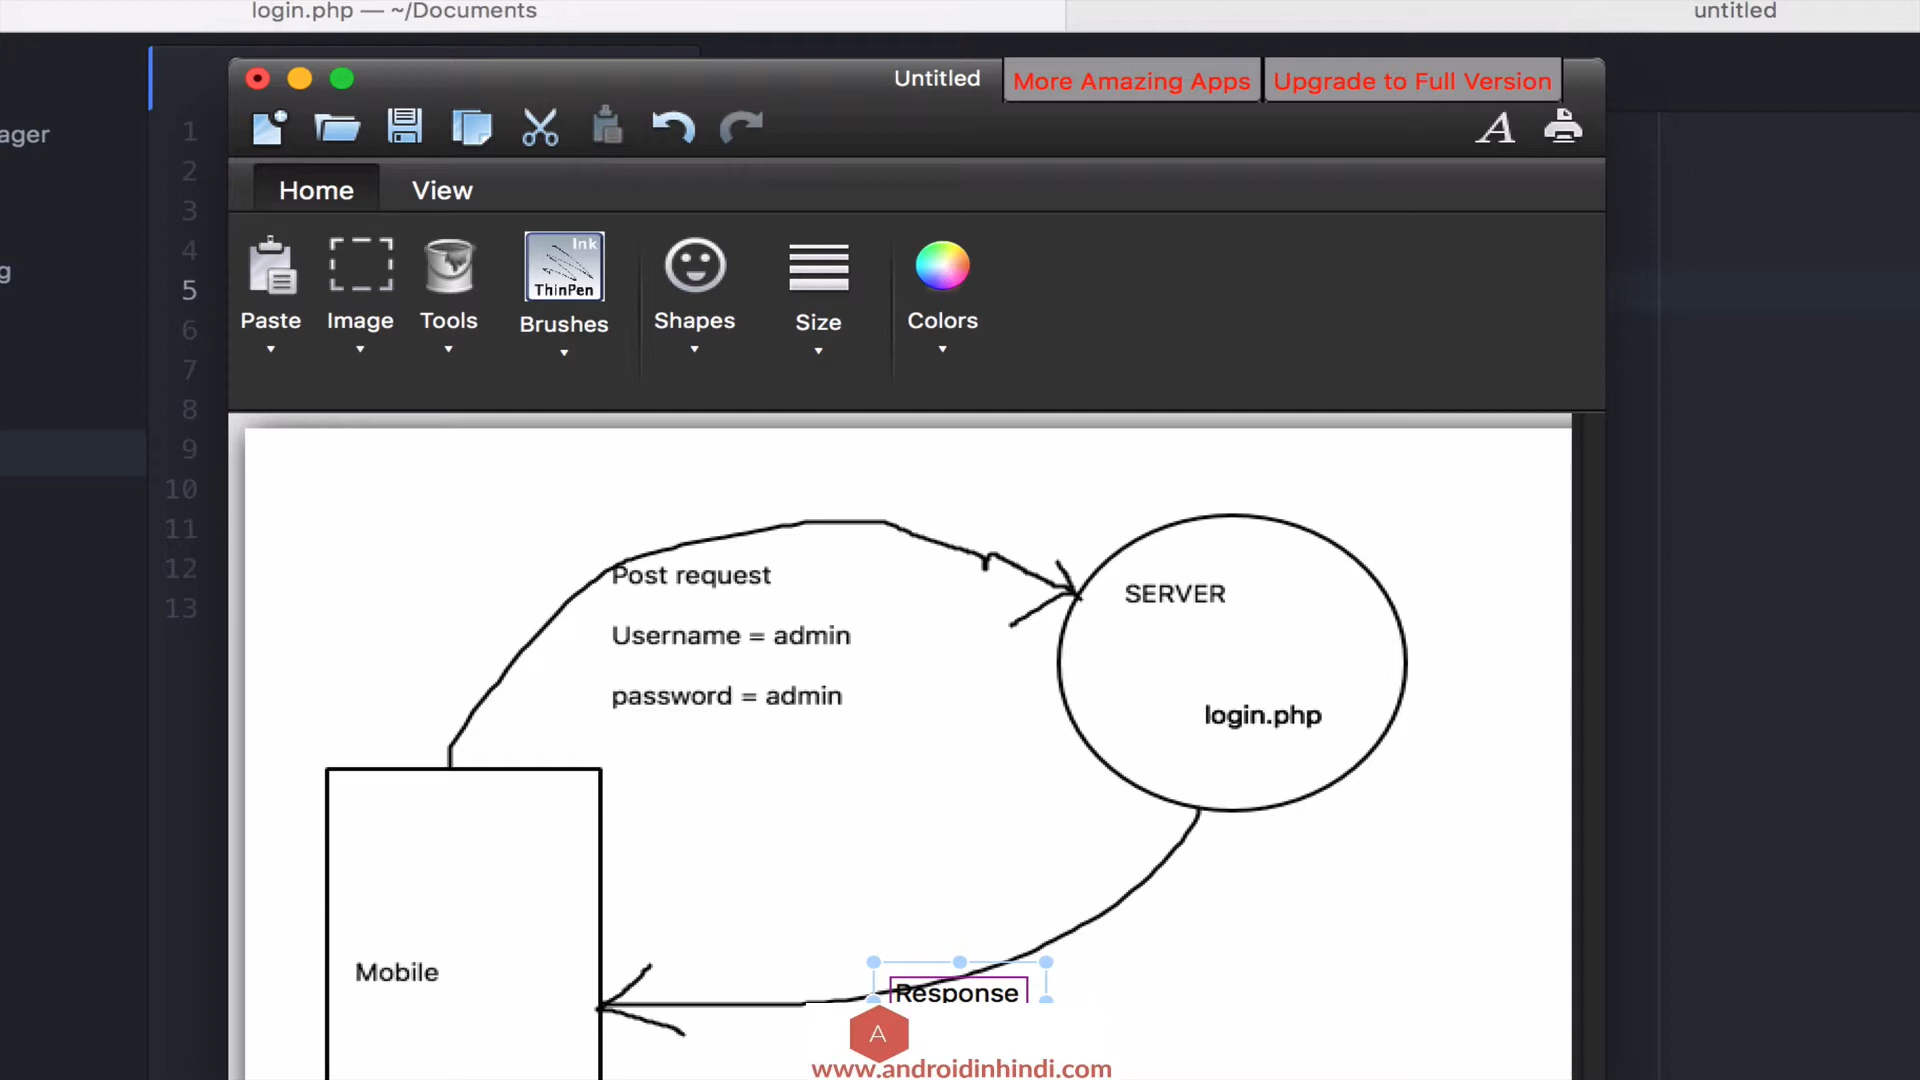 login.php — ~/Documents
untitled
Untitled
More Amazing Apps
Upgrade to Full Version
A
ager
g
Home
View
Ink
ThinPen
Paste
Image
Tools
Brushes
Shapes
Size
Colors
1
2
3
4
5
6
7
8
9
10
11
12
13
Post request
Username = admin
password = admin
SERVER
login.php
Mobile
Response
A
www.androidinhindi.com